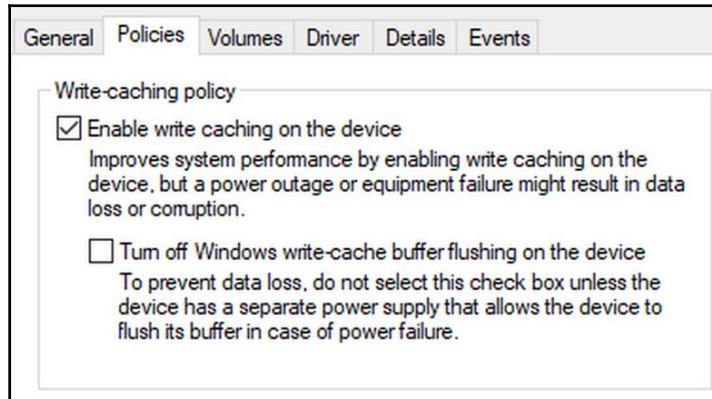 General Policies Volumes Driver Details Events
Write-caching policy
Enable write caching on the device
Improves system performance by enabling write caching on the
device, but a power outage or equipment failure might result in data
loss or corruption.
Turn off Windows write-cache buffer flushing on the device
To prevent data loss, do not select this check box unless the
device has a separate power supply that allows the device to
flush its buffer in case of power failure.